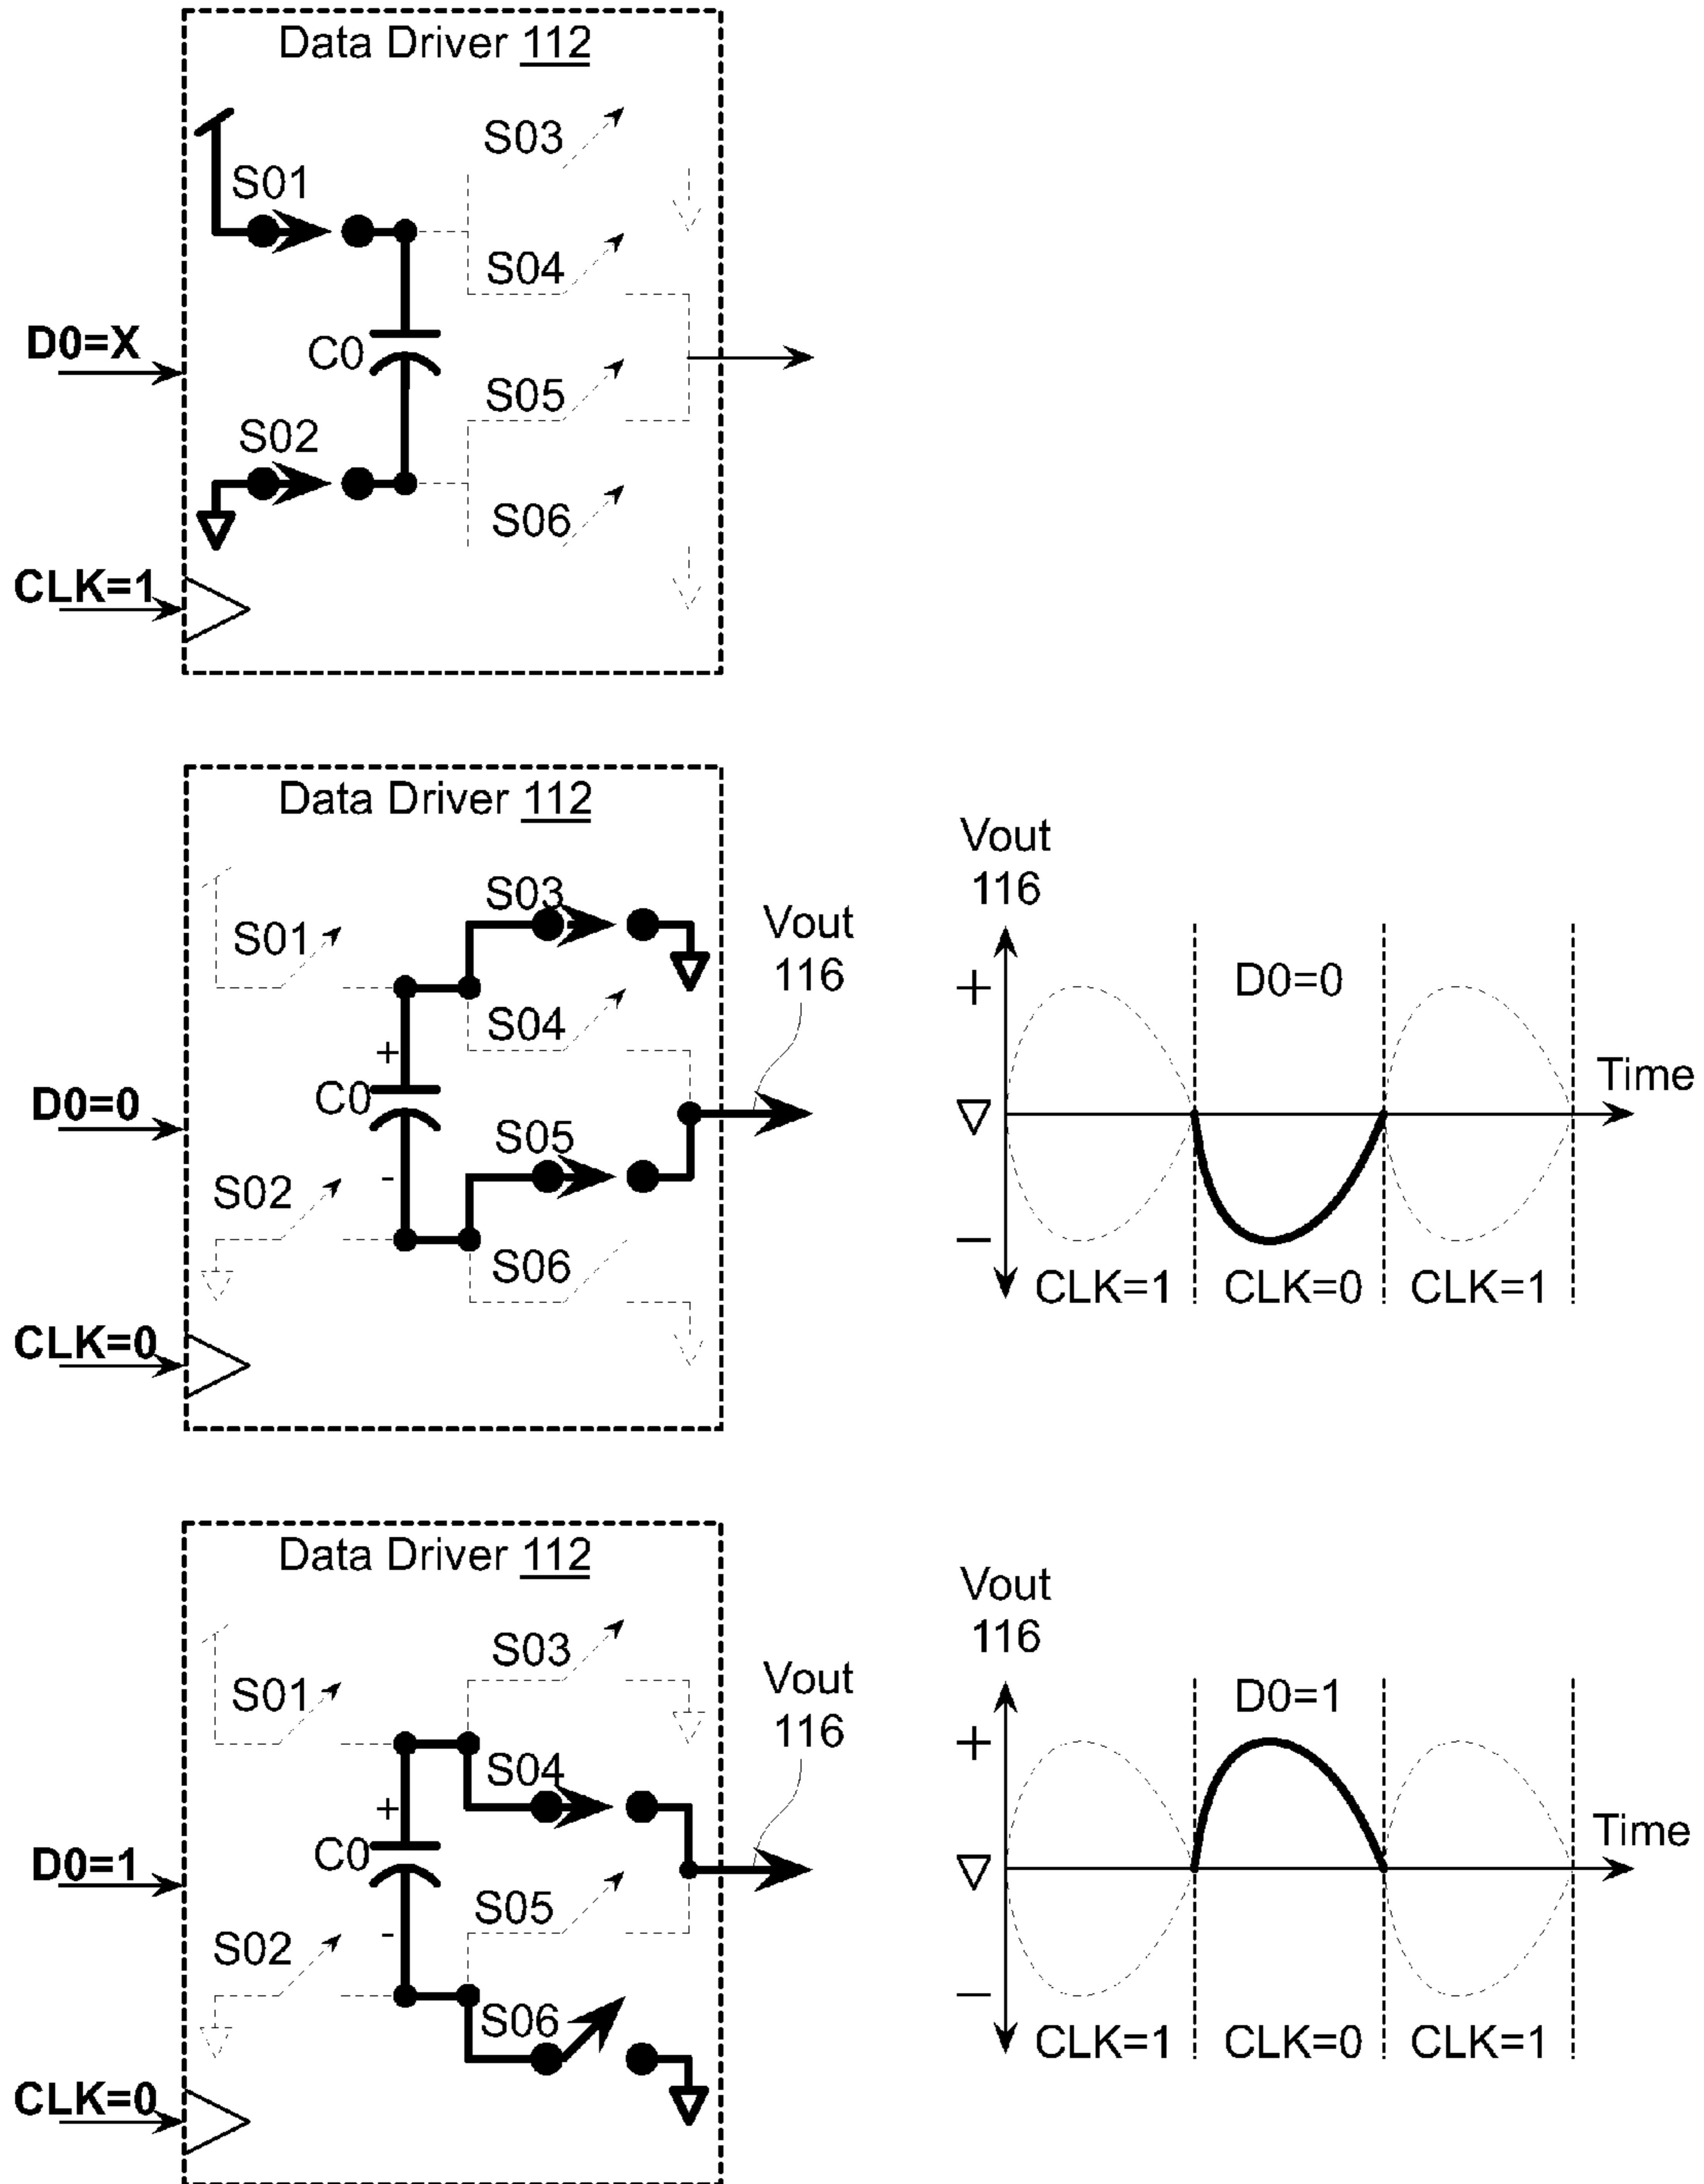 Data Driver 112
S03
S01
S04
D0=X
C0
S05
S02
S06
CLK=1
Data Driver 112
Vout
116
S03
Vout
116
S01
D0=0
+
S04
+
Time
C0
D0=0
S05
-
S02
–
S06
CLK=1 CLK=0 CLK=1
CLK=0
Data Driver 112
Vout
116
S03
Vout
116
S01
D0=1
+
S04
+
Time
C0
D0=1
S05
-
S02
–
S06
CLK=1 CLK=0 CLK=1
CLK=0